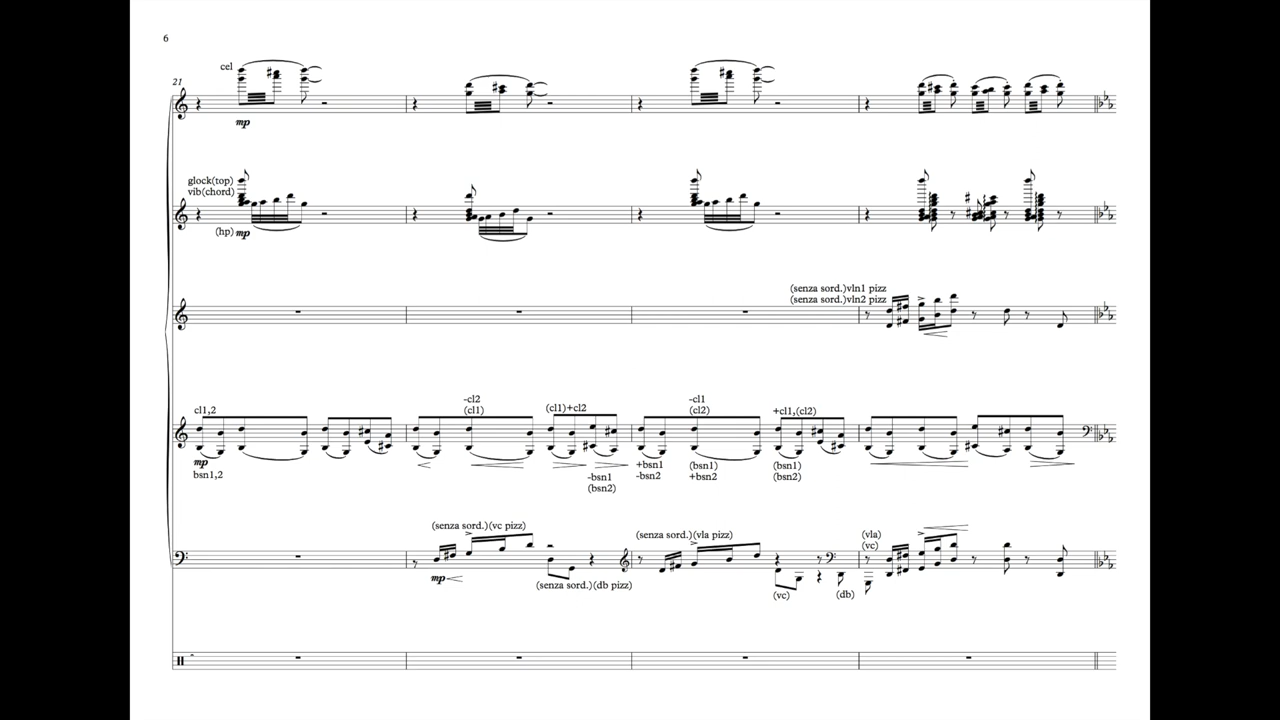 6
cel
21
mp
glock(top)
vib(chord)
(hp) mp
(senza sord.)vln1 pizz
(senza sord.)vln2 pizz
cl1,2
-cl2
(cl1)
(cl1)+cl2
-cl1
(cl2)
+cl1,(cl2)
mp
bsn1,2
-bsn1
(bsn2)
+bsn1
-bsn2
(bsn1)
+bsn2
(bsn1)
(bsn2)
(senza sord.)(vc pizz)
mp
(senza sord.)(db pizz)
(senza sord.)(vla pizz)
(vc)
(db)
(vla)
(vc)